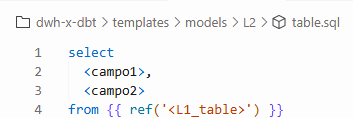 dwh-x-dbt > templates > models > L2 > table.sql
1 select
2 <campo1>,
3 <campo2>
4 from {{ ref('<L1_table>') }}